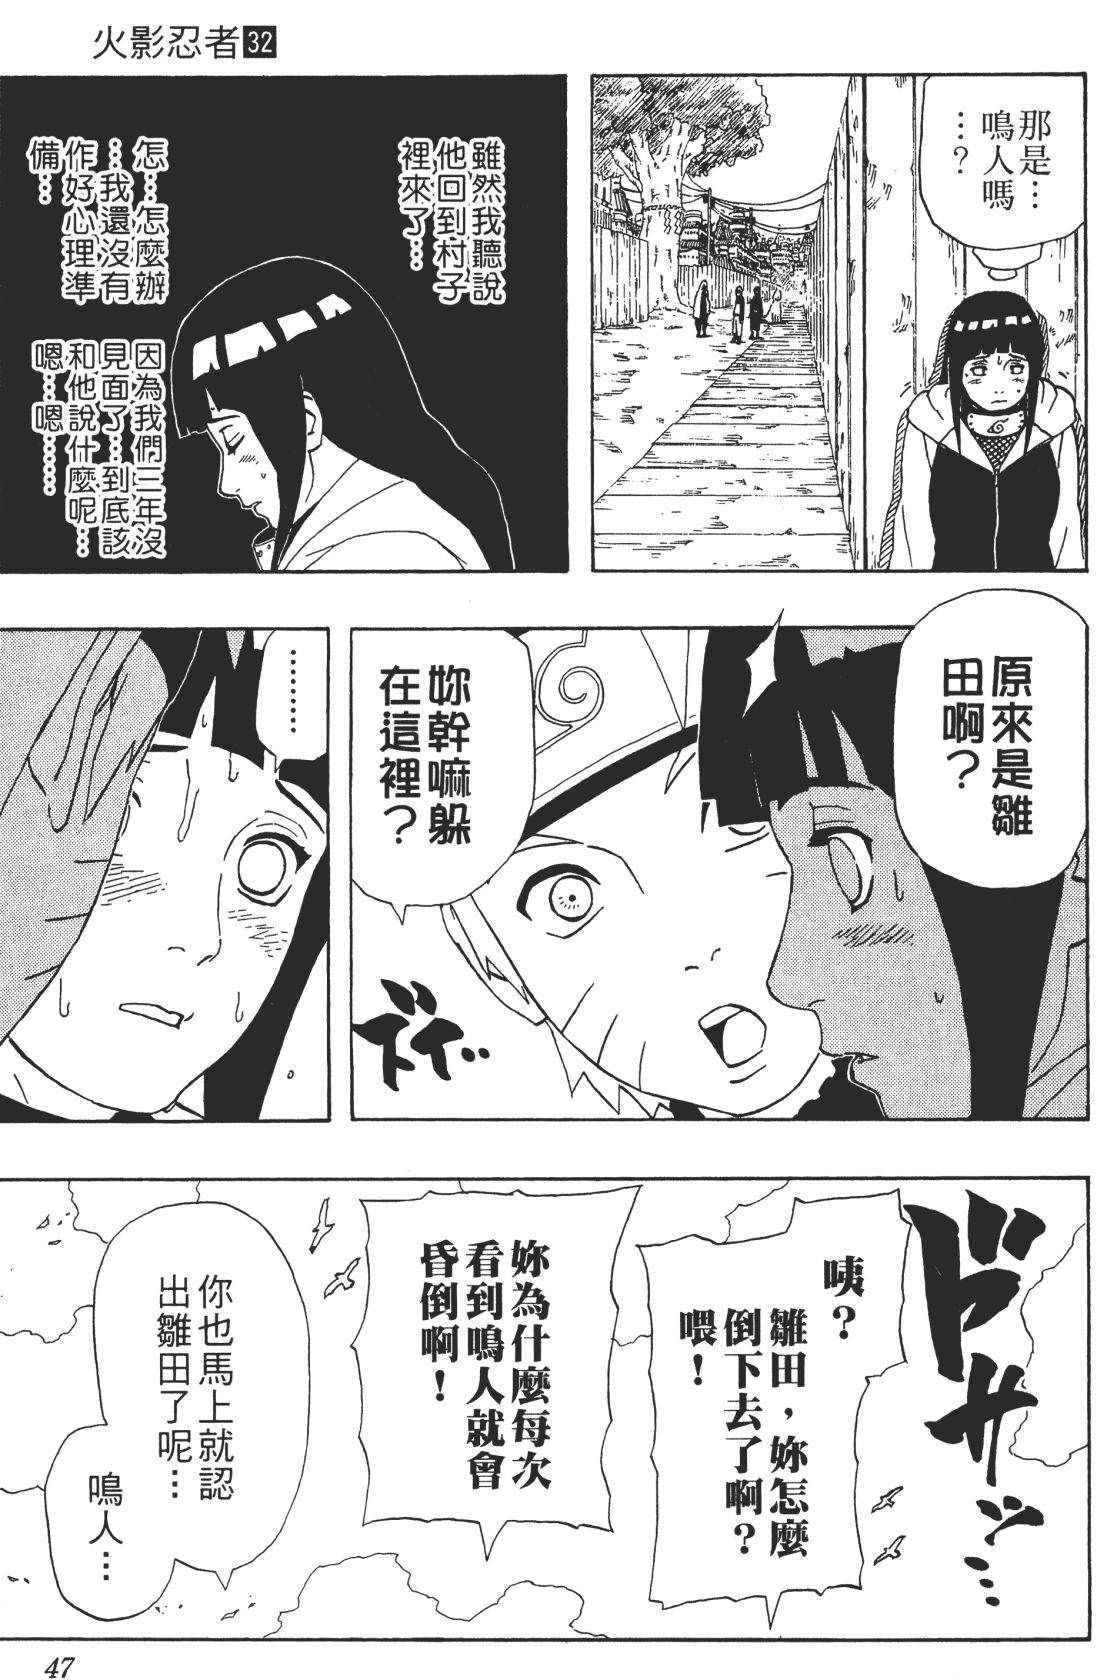 火影忍者32
那是…
鳴人嗎
…?
雖然我聽說
他回到村子
裡來了…
怎…怎麼辦
…我還沒有
作好心理準
備…
因為我們三年沒
見面了…到底該
和他說什麼呢…
嗯…嗯………
原來是雛
田啊?
妳幹嘛躲
在這裡?
ドイ…
………
ドサッ…
咦?
雛田，妳怎麼
倒下去了啊?
喂!
妳為什麼每次
看到鳴人就會
昏倒啊!
你也馬上就認
出雛田了呢…
鳴人…
47